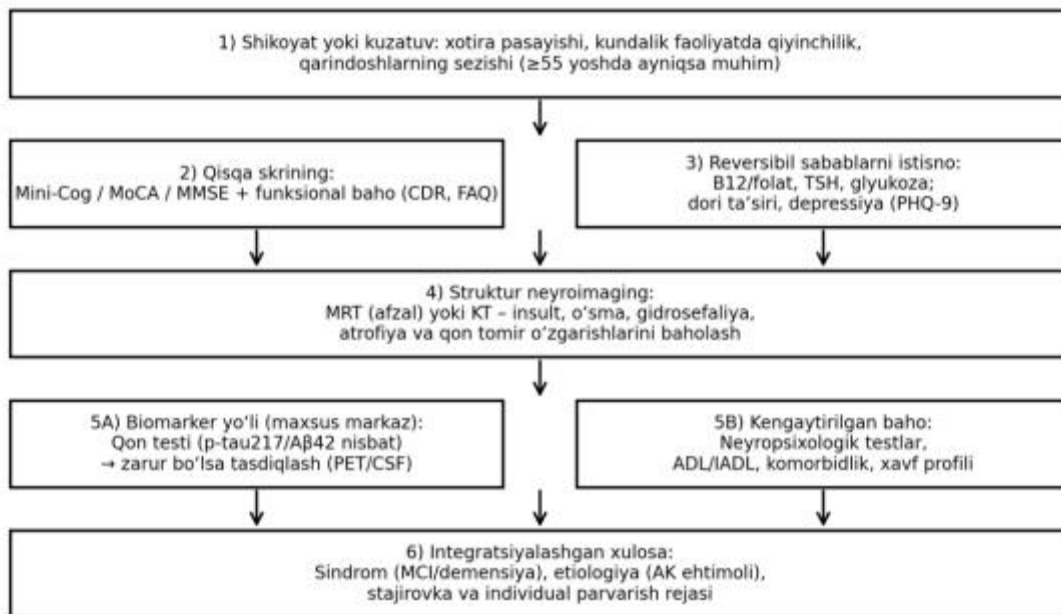 1) Shikoyat yoki kuzatuv: xotira pasayishi, kundalik faoliyatda qiyinchilik,
qarindoshlarning sezishi (≥55 yoshda ayniqsa muhim)
2) Qisqa skrining:
Mini-Cog / MoCA / MMSE + funksional baho (CDR, FAQ)
3) Reversibil sabablarni istisno:
B12/folat, TSH, glyukoza;
dori ta’siri, depressiya (PHQ-9)
4) Struktur neyroimaging:
MRT (afzal) yoki KT – insult, o‘sma, gidrosefaliya,
atrofiya va qon tomir o‘zgarishlarini baholash
5A) Biomarker yo‘li (maxsus markaz):
Qon testi (p-tau217/Aβ42 nisbat)
→ zarur bo‘lsa tasdiqlash (PET/CSF)
5B) Kengaytirilgan baho:
Neyropsixologik testlar,
ADL/IADL, komorbidlik, xavf profili
6) Integratsiyalashgan xulosa:
Sindrom (MCI/demensiya), etiologiya (AK ehtimoli),
stajirovka va individual parvarish rejasi